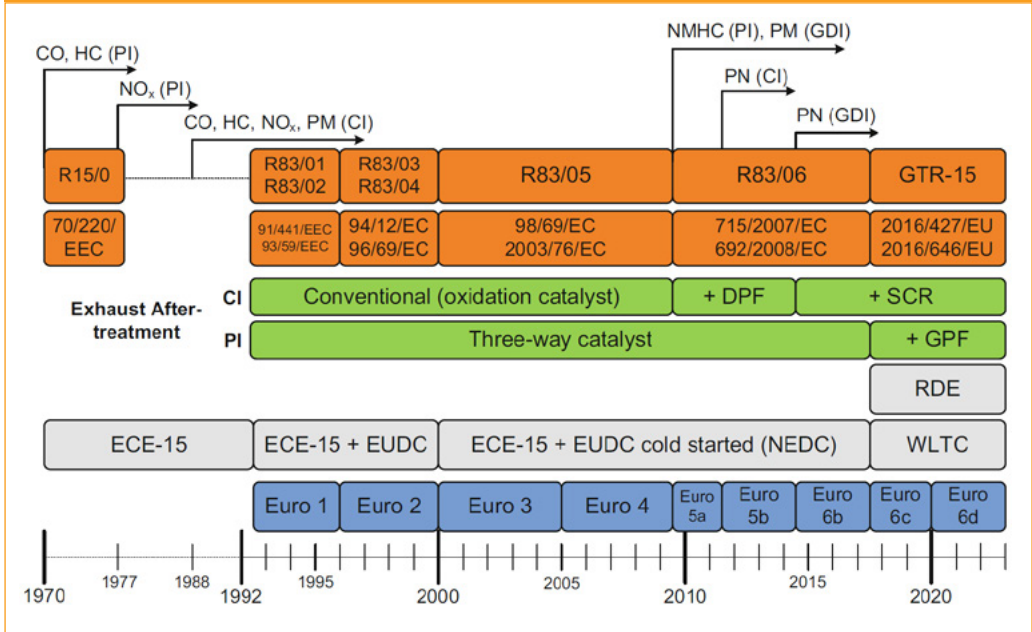 NMHC (PI), PM (GDI)
CO, HC (PI)
PN (CI)
NOx (PI)
PN (GDI)
CO, HC, NOx, PM (CI)
R15/0
R83/01
R83/02
R83/03
R83/04
R83/05
R83/06
GTR-15
70/220/
EEC
91/441/EEC
93/59/EEC
94/12/EC
96/69/EC
98/69/EC
2003/76/EC
715/2007/EC
692/2008/EC
2016/427/EU
2016/646/EU
Exhaust After-
treatment
CI
Conventional (oxidation catalyst)
+ DPF
+ SCR
PI
Three-way catalyst
+ GPF
RDE
ECE-15
ECE-15 + EUDC
ECE-15 + EUDC cold started (NEDC)
WLTC
Euro 1
Euro 2
Euro 3
Euro 4
Euro
5a
Euro
5b
Euro
6b
Euro
6c
Euro
6d
1970
1977
1988
1992
1995
2000
2005
2010
2015
2020